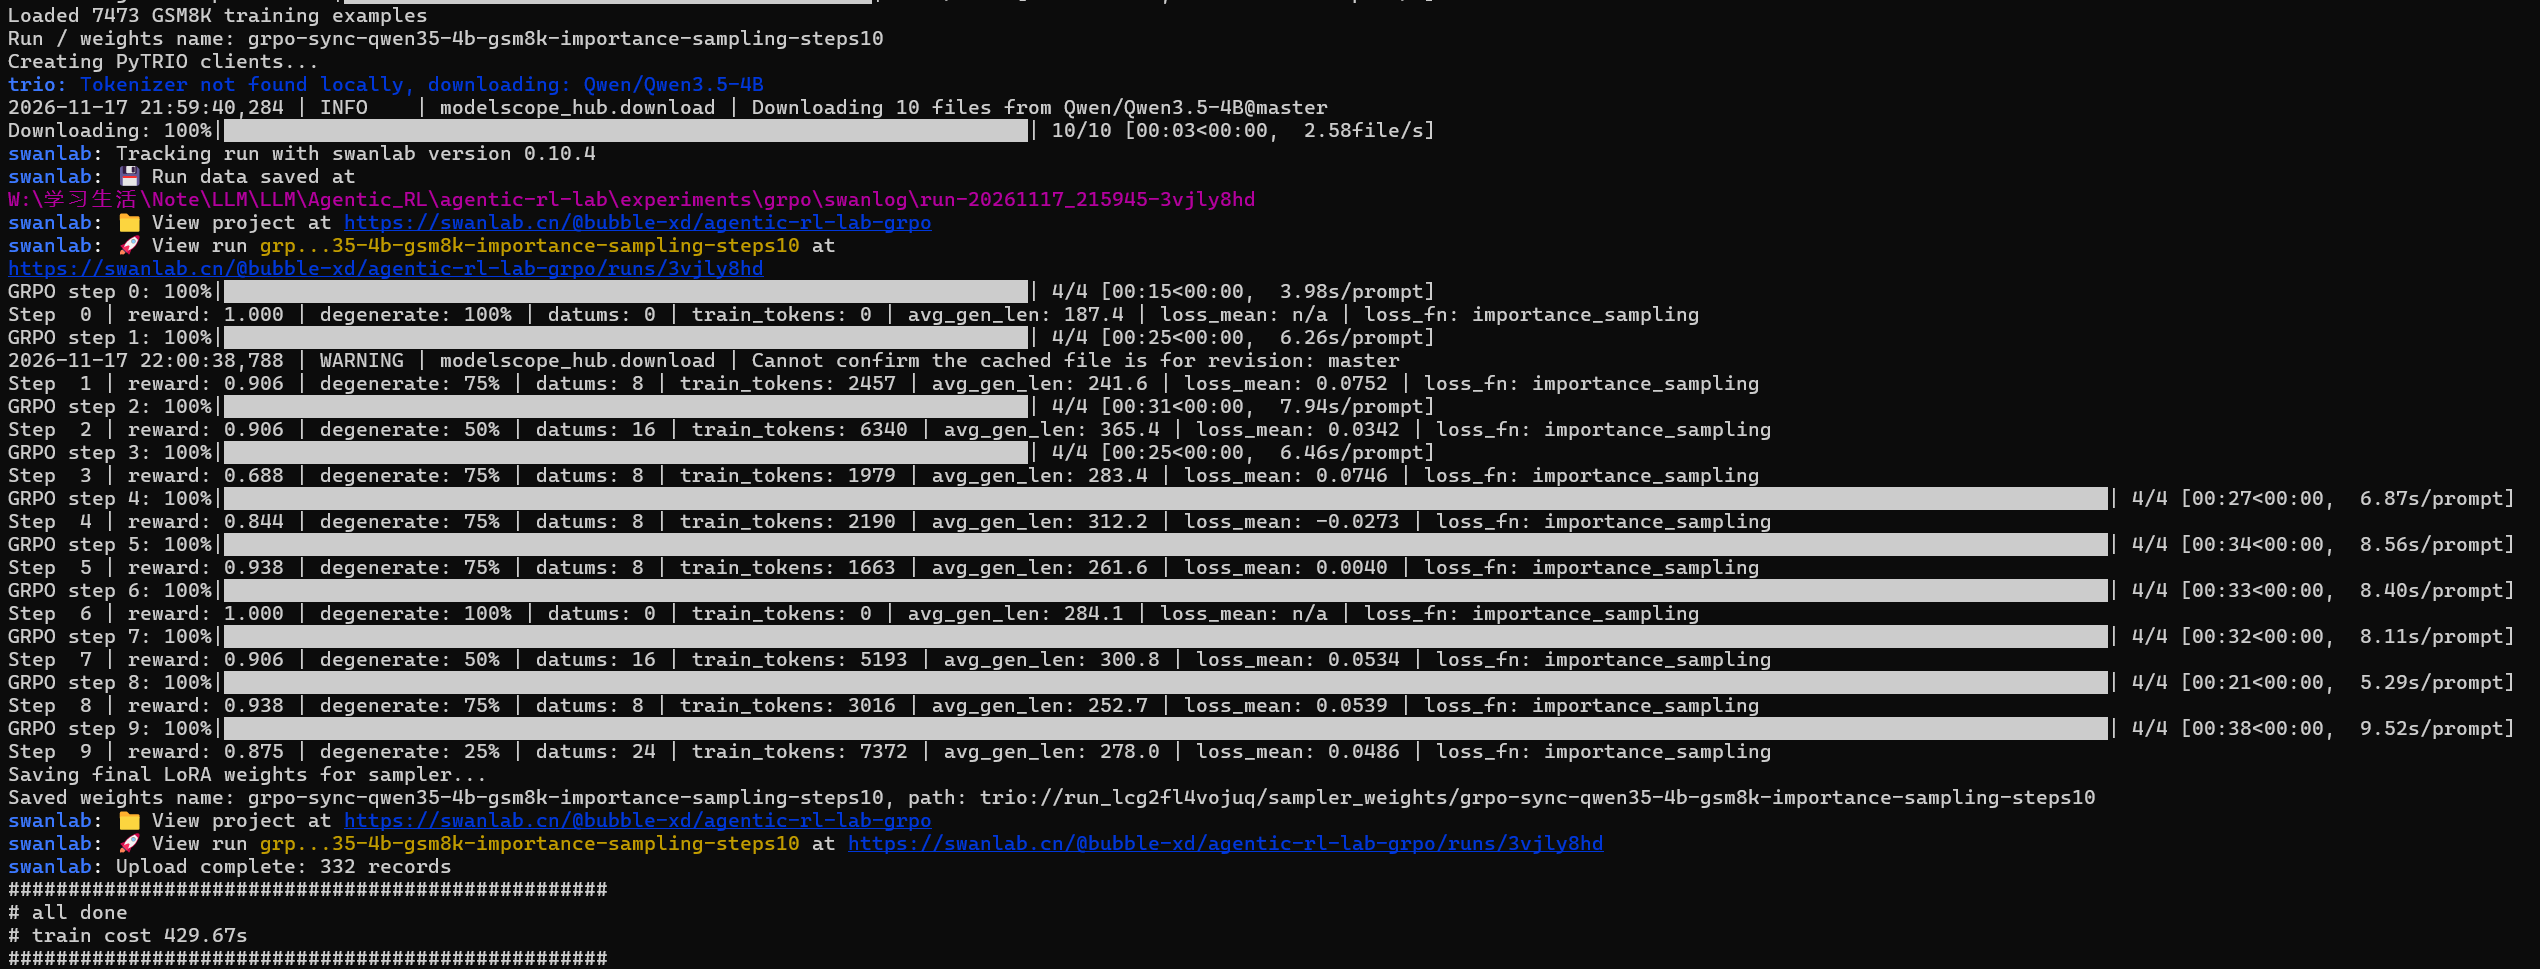 Loaded 7473 GSM8K training examples
Run / weights name: grpo-sync-qwen35-4b-gsm8k-importance-sampling-steps10
Creating PyTRIO clients...
trio: Tokenizer not found locally, downloading: Qwen/Qwen3.5-4B
2026-11-17 21:59:40,284 | INFO    | modelscope_hub.download | Downloading 10 files from Qwen/Qwen3.5-4B@master
Downloading: 100%| | 10/10 [00:03<00:00,  2.58file/s]
swanlab: Tracking run with swanlab version 0.10.4
swanlab: 💾 Run data saved at
W:\学习生活\Note\LLM\LLM\Agentic_RL\agentic-rl-lab\experiments\grpo\swanlog\run-20261117_215945-3vjly8hd
swanlab: 📁 View project at https://swanlab.cn/@bubble-xd/agentic-rl-lab-grpo
swanlab: 🚀 View run grp...35-4b-gsm8k-importance-sampling-steps10 at
https://swanlab.cn/@bubble-xd/agentic-rl-lab-grpo/runs/3vjly8hd
GRPO step 0: 100%| | 4/4 [00:15<00:00,  3.98s/prompt]
Step  0 | reward: 1.000 | degenerate: 100% | datums: 0 | train_tokens: 0 | avg_gen_len: 187.4 | loss_mean: n/a | loss_fn: importance_sampling
GRPO step 1: 100%| | 4/4 [00:25<00:00,  6.26s/prompt]
2026-11-17 22:00:38,788 | WARNING | modelscope_hub.download | Cannot confirm the cached file is for revision: master
Step  1 | reward: 0.906 | degenerate: 75% | datums: 8 | train_tokens: 2457 | avg_gen_len: 241.6 | loss_mean: 0.0752 | loss_fn: importance_sampling
GRPO step 2: 100%| | 4/4 [00:31<00:00,  7.94s/prompt]
Step  2 | reward: 0.906 | degenerate: 50% | datums: 16 | train_tokens: 6340 | avg_gen_len: 365.4 | loss_mean: 0.0342 | loss_fn: importance_sampling
GRPO step 3: 100%| | 4/4 [00:25<00:00,  6.46s/prompt]
Step  3 | reward: 0.688 | degenerate: 75% | datums: 8 | train_tokens: 1979 | avg_gen_len: 283.4 | loss_mean: 0.0746 | loss_fn: importance_sampling
GRPO step 4: 100%| | 4/4 [00:27<00:00,  6.87s/prompt]
Step  4 | reward: 0.844 | degenerate: 75% | datums: 8 | train_tokens: 2190 | avg_gen_len: 312.2 | loss_mean: -0.0273 | loss_fn: importance_sampling
GRPO step 5: 100%| | 4/4 [00:34<00:00,  8.56s/prompt]
Step  5 | reward: 0.938 | degenerate: 75% | datums: 8 | train_tokens: 1663 | avg_gen_len: 261.6 | loss_mean: 0.0040 | loss_fn: importance_sampling
GRPO step 6: 100%| | 4/4 [00:33<00:00,  8.40s/prompt]
Step  6 | reward: 1.000 | degenerate: 100% | datums: 0 | train_tokens: 0 | avg_gen_len: 284.1 | loss_mean: n/a | loss_fn: importance_sampling
GRPO step 7: 100%| | 4/4 [00:32<00:00,  8.11s/prompt]
Step  7 | reward: 0.906 | degenerate: 50% | datums: 16 | train_tokens: 5193 | avg_gen_len: 300.8 | loss_mean: 0.0534 | loss_fn: importance_sampling
GRPO step 8: 100%| | 4/4 [00:21<00:00,  5.29s/prompt]
Step  8 | reward: 0.938 | degenerate: 75% | datums: 8 | train_tokens: 3016 | avg_gen_len: 252.7 | loss_mean: 0.0539 | loss_fn: importance_sampling
GRPO step 9: 100%| | 4/4 [00:38<00:00,  9.52s/prompt]
Step  9 | reward: 0.875 | degenerate: 25% | datums: 24 | train_tokens: 7372 | avg_gen_len: 278.0 | loss_mean: 0.0486 | loss_fn: importance_sampling
Saving final LoRA weights for sampler...
Saved weights name: grpo-sync-qwen35-4b-gsm8k-importance-sampling-steps10, path: trio://run_lcg2fl4vojuq/sampler_weights/grpo-sync-qwen35-4b-gsm8k-importance-sampling-steps10
swanlab: 📁 View project at https://swanlab.cn/@bubble-xd/agentic-rl-lab-grpo
swanlab: 🚀 View run grp...35-4b-gsm8k-importance-sampling-steps10 at https://swanlab.cn/@bubble-xd/agentic-rl-lab-grpo/runs/3vjly8hd
swanlab: Upload complete: 332 records
##################################################
# all done
# train cost 429.67s
##################################################